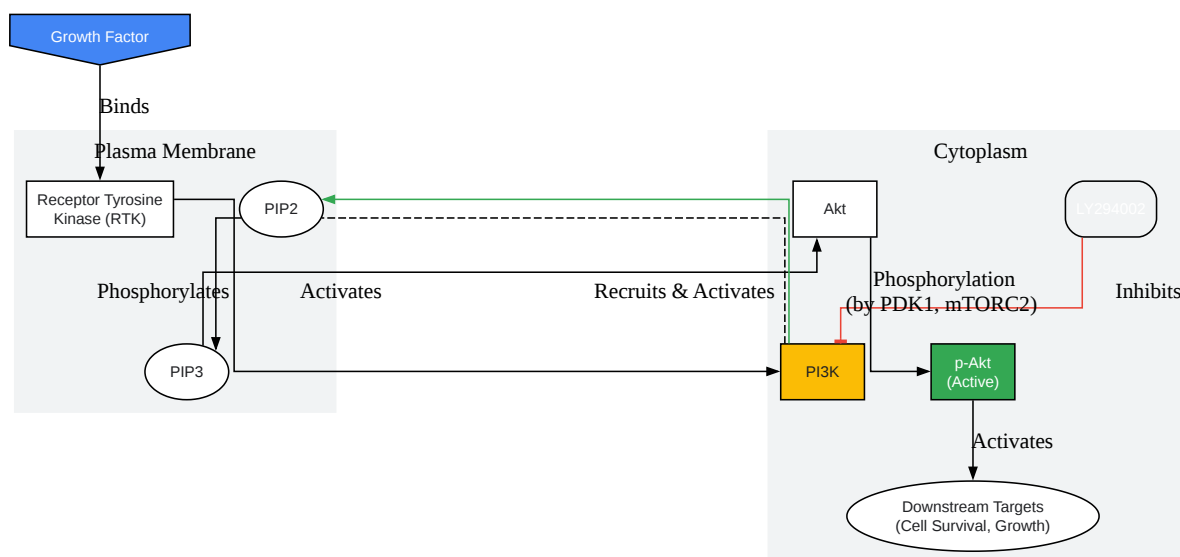 Growth Factor
Binds
Plasma Membrane
Cytoplasm
Receptor Tyrosine
Kinase (RTK)
PIP2
Akt
LY294002
Phosphorylates
Activates
Recruits & Activates
Phosphorylation
(by PDK1, mTORC2)
Inhibits
PIP3
PI3K
p-Akt
(Active)
Activates
Downstream Targets
(Cell Survival, Growth)